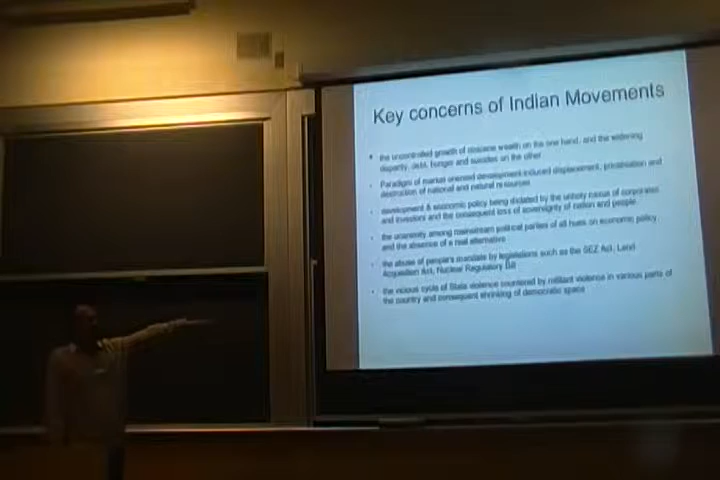 Key concerns of Indian Movements
• the uncontrolled growth of obscene wealth on the one hand, and the widening
disparity, debt, hunger and suicides on the other
• Paradigm of market oriented development-induced displacement, privatisation and
destruction of national and natural resources
• development & economic policy being dictated by the unholy nexus of corporates
and investors and the consequent loss of sovereignty of nation and people
• the unanimity among mainstream political parties of all hues on economic policy
and the absence of a real alternative
• the abuse of people's mandate by legislations such as the SEZ Act, Land
Acquisition Act, Nuclear Regulatory Bill
• the vicious cycle of State violence countered by militant violence in various parts of
the country and consequent shrinking of democratic space